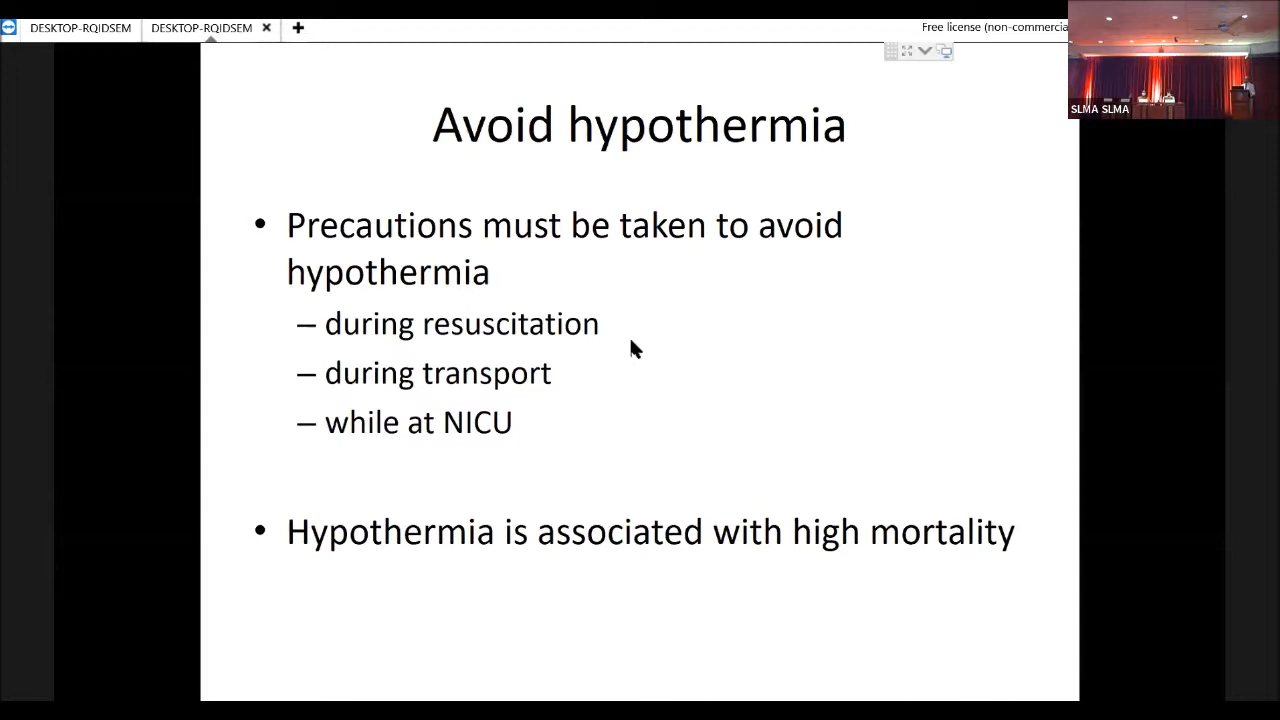 DESKTOP-RQIDSEM DESKTOP-RQIDSEM
Free license (non-commercia
SLMA SLMA
Avoid hypothermia
• Precautions must be taken to avoid
hypothermia
– during resuscitation
– during transport
– while at NICU
• Hypothermia is associated with high mortality